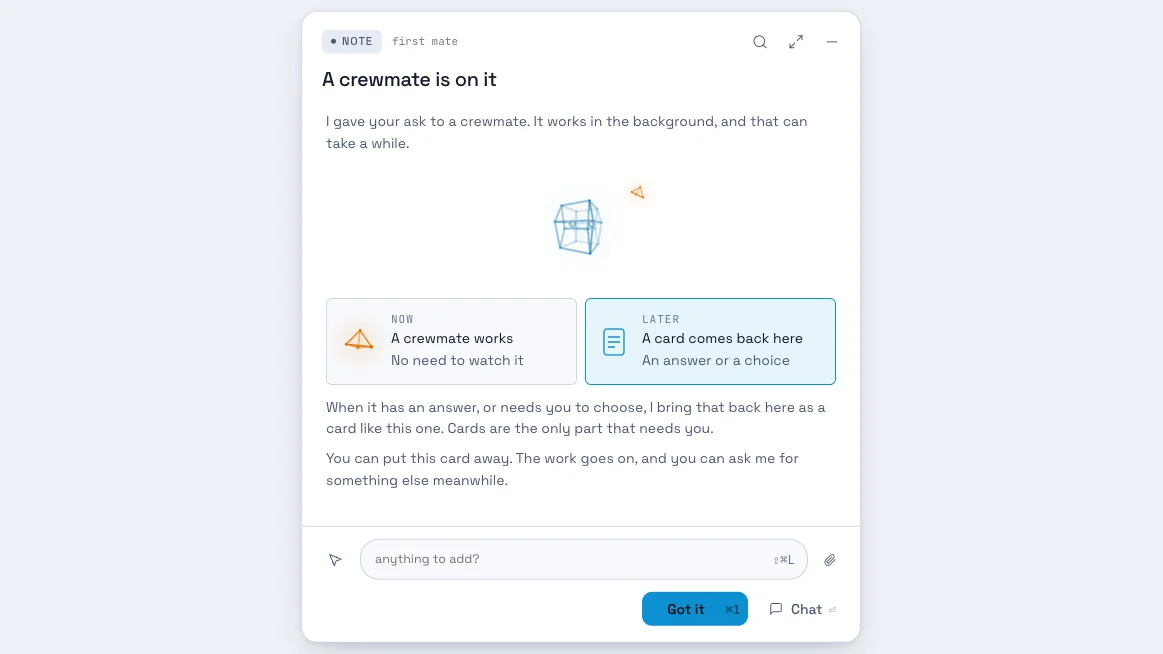 NOTE first mate
A crewmate is on it
I gave your ask to a crewmate. It works in the background, and that can
take a while.
NOW
A crewmate works
No need to watch it
LATER
A card comes back here
An answer or a choice
When it has an answer, or needs you to choose, I bring that back here as a
card like this one. Cards are the only part that needs you.
You can put this card away. The work goes on, and you can ask me for
something else meanwhile.
anything to add? ⇧⌘L
Got it ⌘1 Chat ⏎